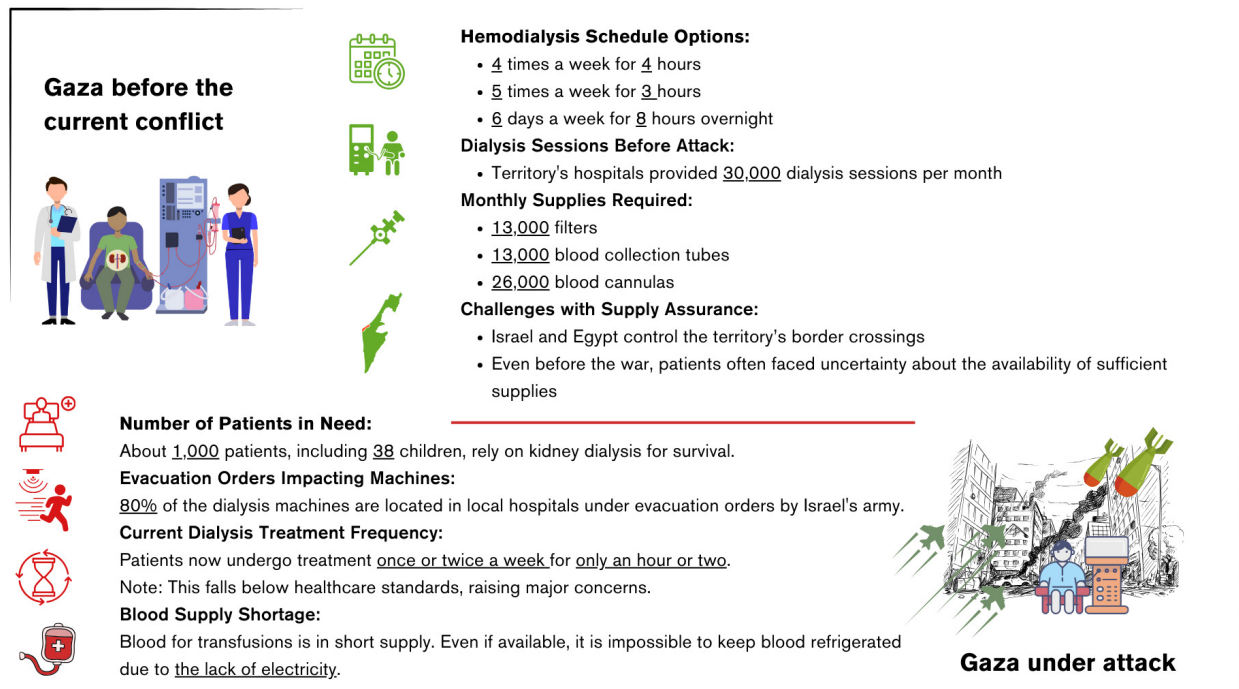 Gaza before the
current conflict
Hemodialysis Schedule Options:
• 4 times a week for 4 hours
• 5 times a week for 3 hours
• 6 days a week for 8 hours overnight
Dialysis Sessions Before Attack:
• Territory's hospitals provided 30,000 dialysis sessions per month
Monthly Supplies Required:
• 13,000 filters
• 13,000 blood collection tubes
• 26,000 blood cannulas
Challenges with Supply Assurance:
• Israel and Egypt control the territory's border crossings
• Even before the war, patients often faced uncertainty about the availability of sufficient
supplies
Number of Patients in Need:
About 1,000 patients, including 38 children, rely on kidney dialysis for survival.
Evacuation Orders Impacting Machines:
80% of the dialysis machines are located in local hospitals under evacuation orders by Israel's army.
Current Dialysis Treatment Frequency:
Patients now undergo treatment once or twice a week for only an hour or two.
Note: This falls below healthcare standards, raising major concerns.
Blood Supply Shortage:
Blood for transfusions is in short supply. Even if available, it is impossible to keep blood refrigerated
due to the lack of electricity.
Gaza under attack